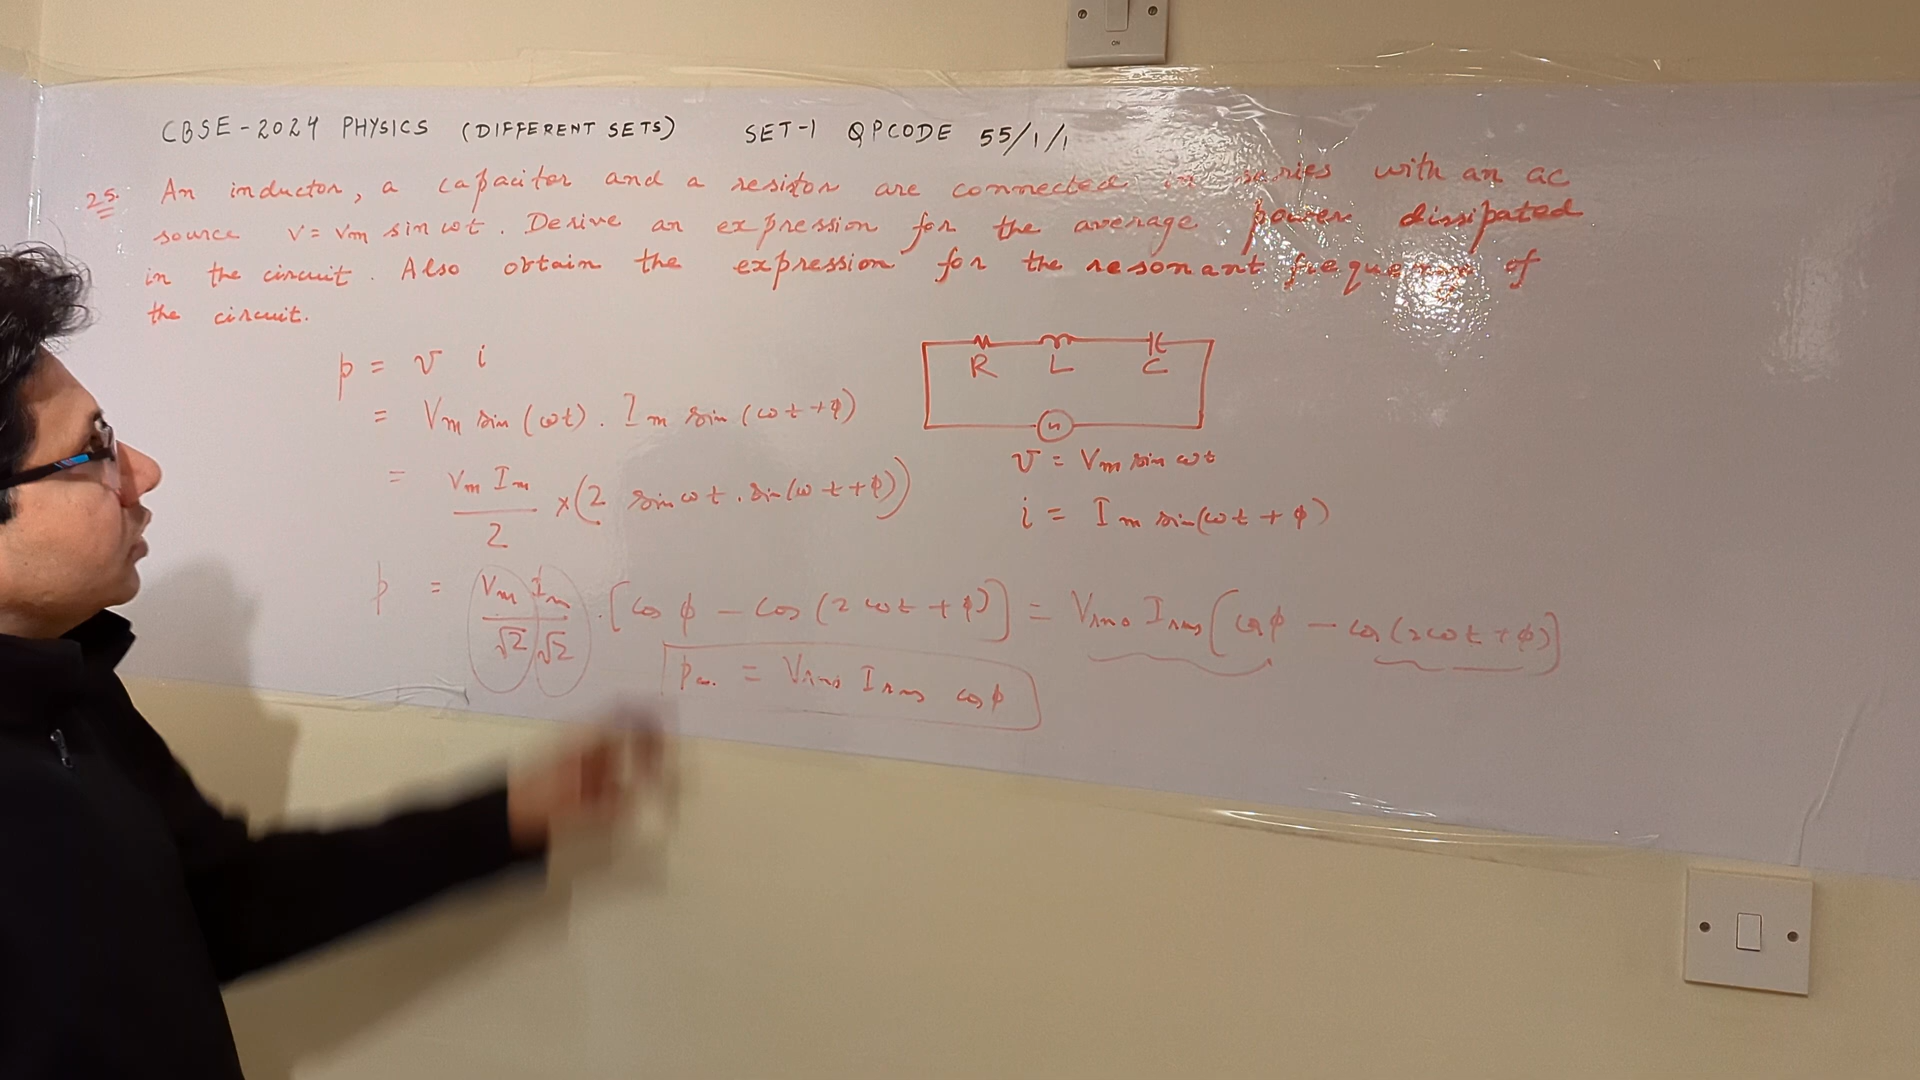 CBSE-2024 PHYSICS (DIFFERENT SETS) SET-1 QPCODE 55/1/1
25. An inductor, a capacitor and a resistor are connected in series with an ac
source v = vm sin ωt. Derive an expression for the average power dissipated
in the circuit. Also obtain the expression for the resonant frequency of
the circuit.
p = v i
= Vm sin (ωt) . Im sin (ωt + φ)
= Vm Im / 2 × (2 sin ωt . sin (ωt + φ))
p = Vm/√2 Im/√2 . [cos φ - cos (2ωt + φ)] = Vrms Irms [cos φ - cos (2ωt + φ)]
Pav. = Vrms Irms cos φ
R L C
v = Vm sin ωt
i = Im sin (ωt + φ)
ON